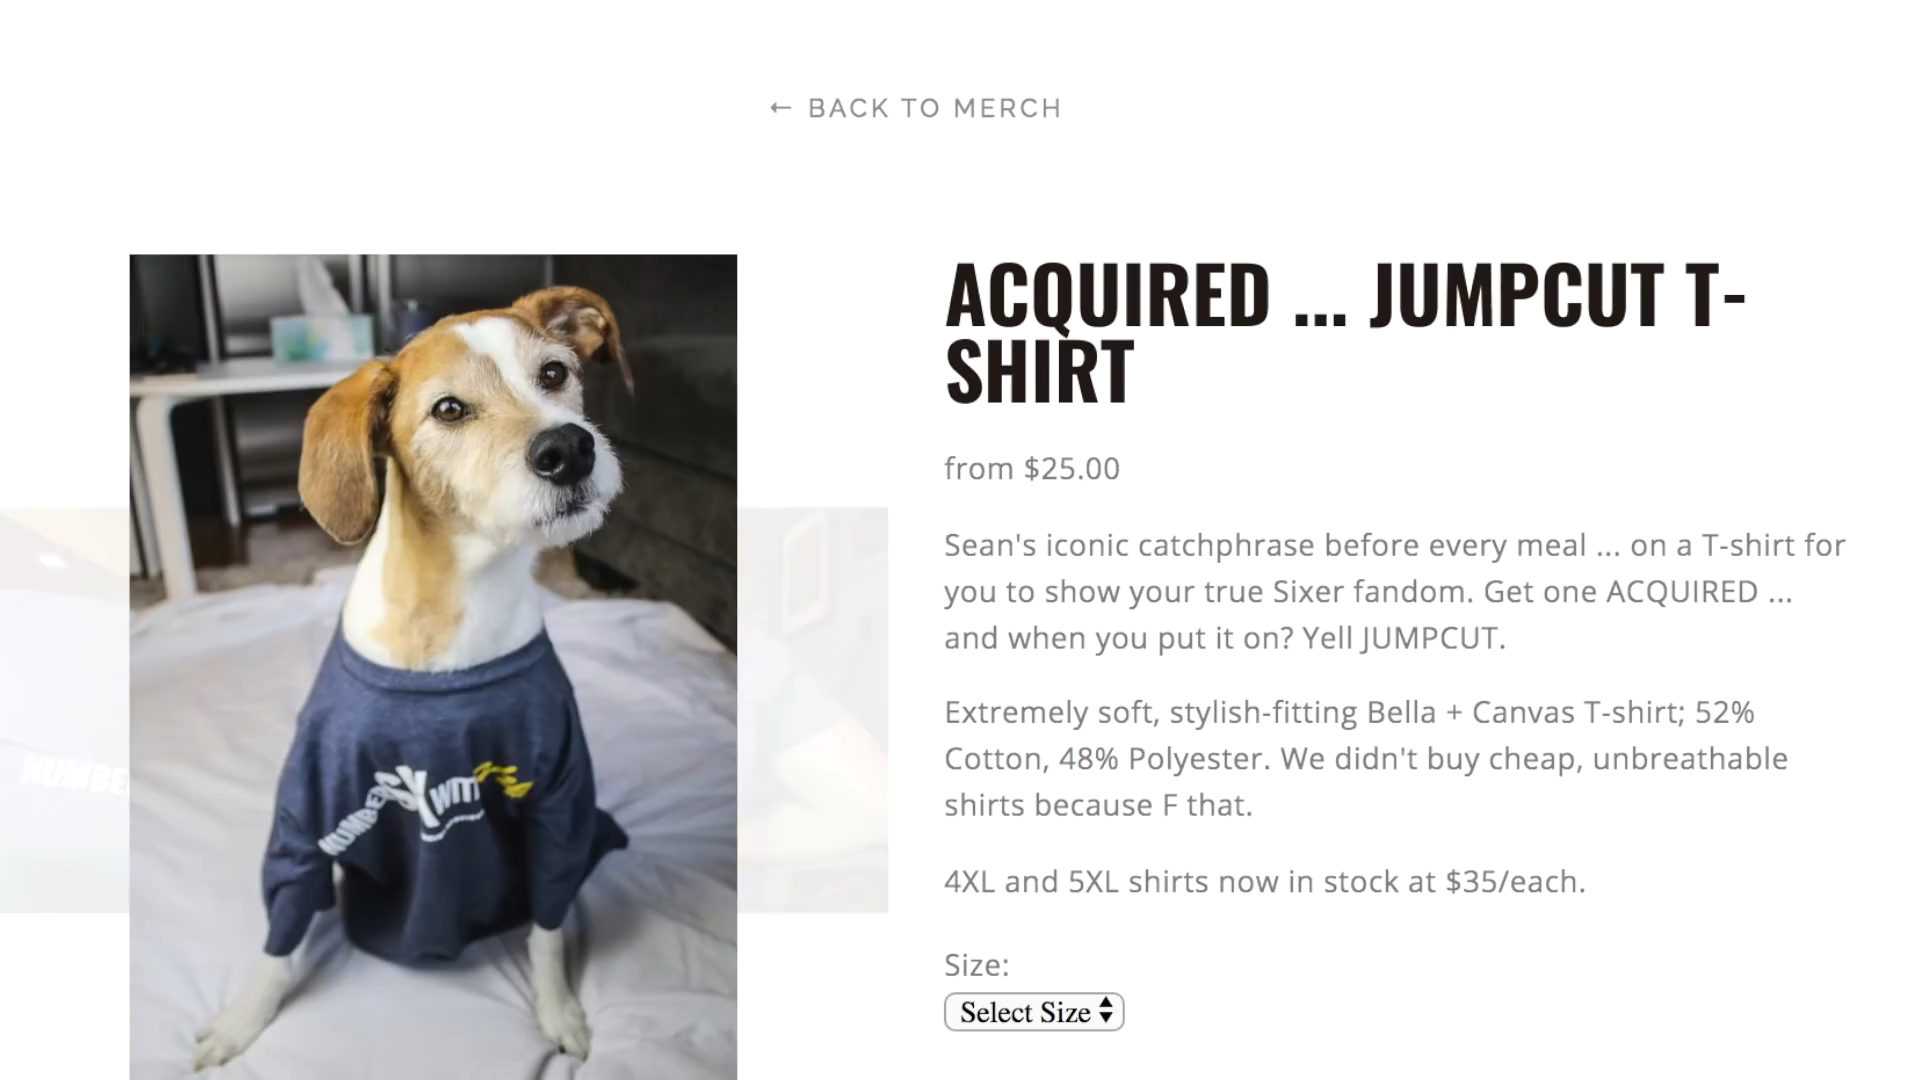 ← BACK TO MERCH
ACQUIRED ... JUMPCUT T-
SHIRT
from $25.00
Sean's iconic catchphrase before every meal ... on a T-shirt for
you to show your true Sixer fandom. Get one ACQUIRED ...
and when you put it on? Yell JUMPCUT.
Extremely soft, stylish-fitting Bella + Canvas T-shirt; 52%
Cotton, 48% Polyester. We didn't buy cheap, unbreathable
shirts because F that.
4XL and 5XL shirts now in stock at $35/each.
Size:
Select Size